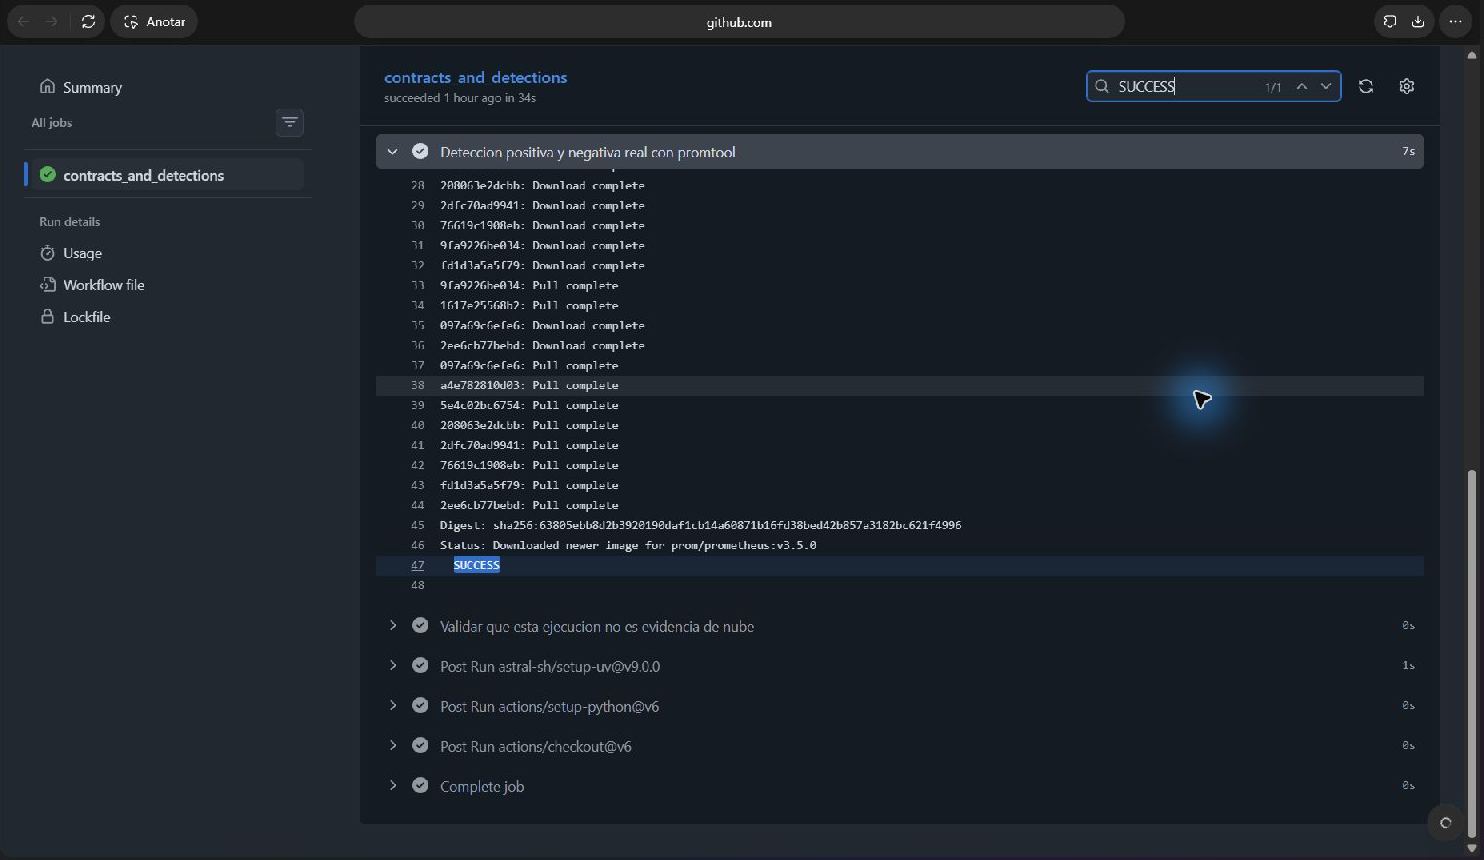 Anotar
github.com
Summary
All jobs
contracts_and_detections
Run details
Usage
Workflow file
Lockfile
contracts_and_detections
succeeded 1 hour ago in 34s
SUCCESS 1/1
Deteccion positiva y negativa real con promtool 7s
28 208063e2dcbb: Download complete
29 2dfc70ad9941: Download complete
30 76619c1908eb: Download complete
31 9fa9226be034: Download complete
32 fd1d3a5a5f79: Download complete
33 9fa9226be034: Pull complete
34 1617e25568b2: Pull complete
35 097a69c6efe6: Download complete
36 2ee6cb77bebd: Download complete
37 097a69c6efe6: Pull complete
38 a4e782810d03: Pull complete
39 5e4c02bc6754: Pull complete
40 208063e2dcbb: Pull complete
41 2dfc70ad9941: Pull complete
42 76619c1908eb: Pull complete
43 fd1d3a5a5f79: Pull complete
44 2ee6cb77bebd: Pull complete
45 Digest: sha256:63805ebb8d2b3920190daf1cb14a60871b16fd38bed42b857a3182bc621f4996
46 Status: Downloaded newer image for prom/prometheus:v3.5.0
47 SUCCESS
48
Validar que esta ejecucion no es evidencia de nube 0s
Post Run astral-sh/setup-uv@v9.0.0 1s
Post Run actions/setup-python@v6 0s
Post Run actions/checkout@v6 0s
Complete job 0s